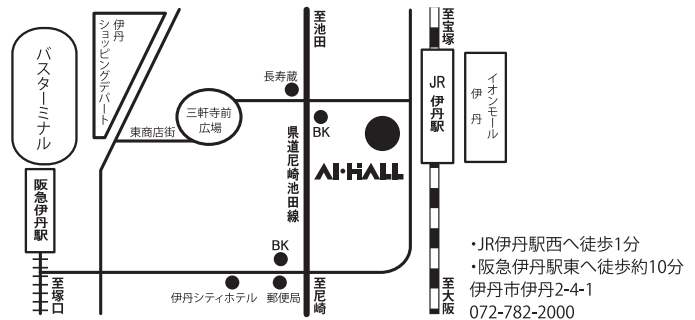 バスターミナル
伊丹
ショッピングデパート
阪急伊丹駅
至塚口
東商店街
三軒寺前
広場
長寿蔵
至池田
県道尼崎池田線
BK
AI・HALL
JR
伊丹駅
至宝塚
イオンモール
伊丹
BK
伊丹シティホテル
郵便局
至尼崎
至大阪
・JR伊丹駅西へ徒歩1分
・阪急伊丹駅東へ徒歩約10分
伊丹市伊丹2-4-1
072-782-2000